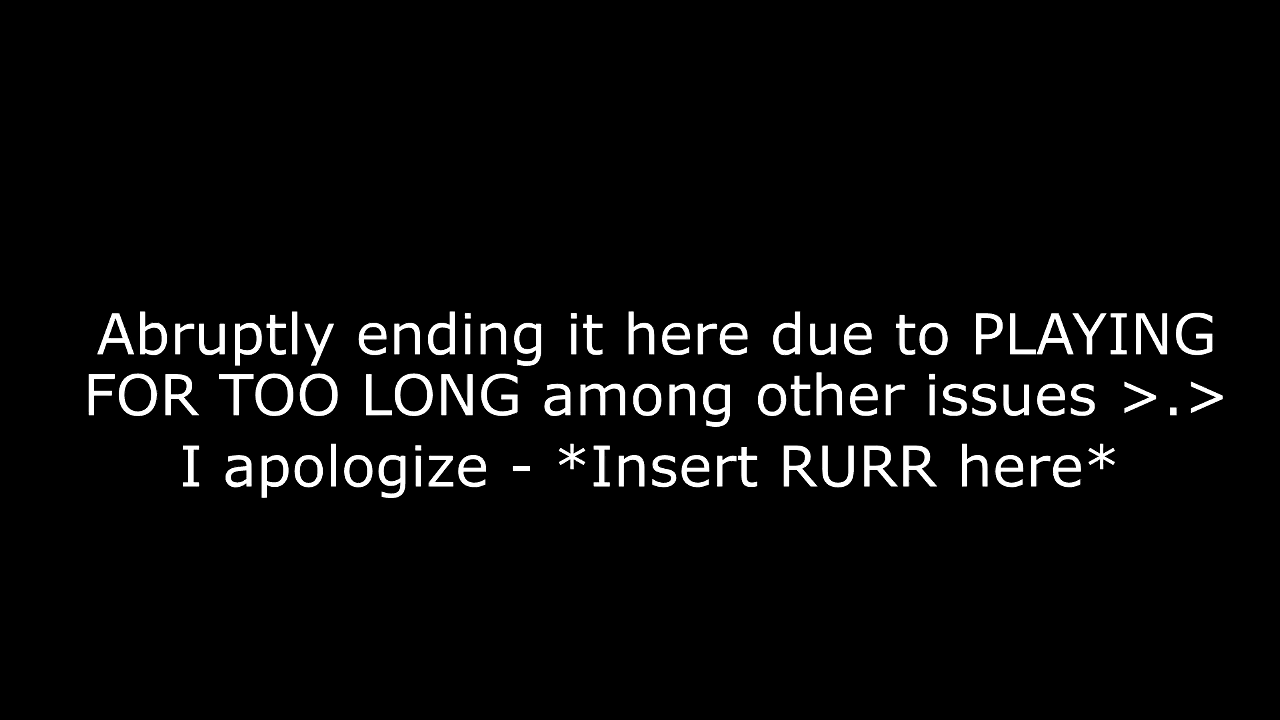 Abruptly ending it here due to PLAYING
FOR TOO LONG among other issues >.>
I apologize - *Insert RURR here*